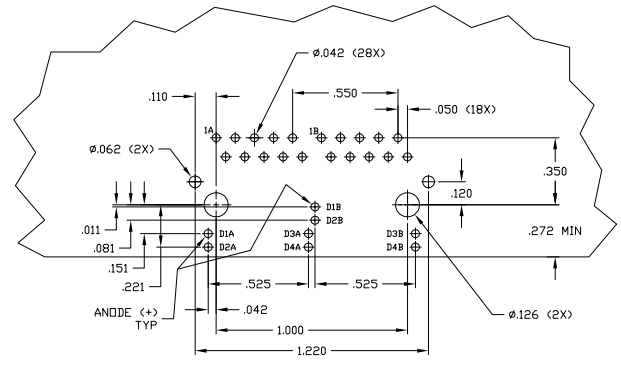 ø.042 (28X)
.110
.550
.050 (18X)
1A
1B
ø.062 (2X)
.350
.120
D1B
.011
D2B
.081
D1A
D3A
D3B
.272 MIN
D2A
D4A
D4B
.151
.221
.525
.525
ANODE (+)
TYP
.042
ø.126 (2X)
1.000
1.220